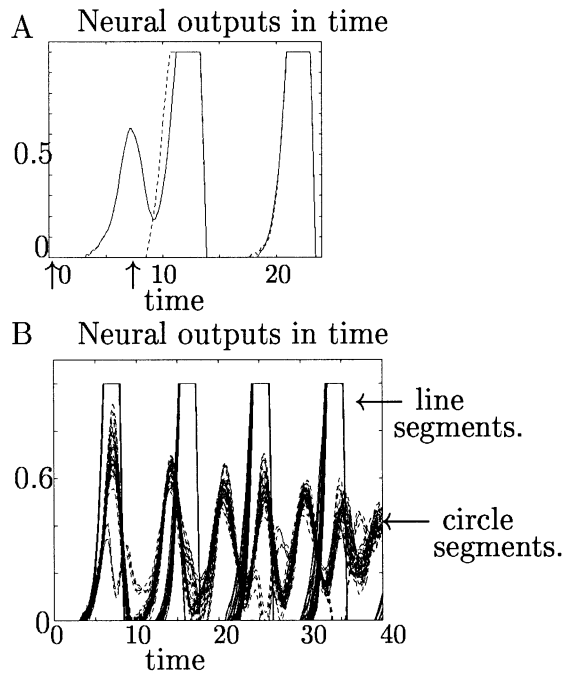 A Neural outputs in time
0.5
0
0 10 20
time
B Neural outputs in time
line
segments.
0.6
circle
segments.
0
0 10 20 30 40
time